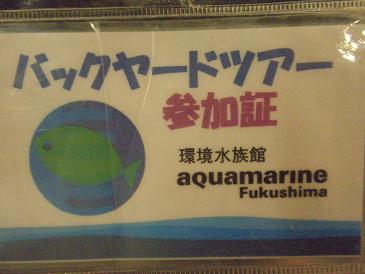 バックヤードツアー
参加証
環境水族館
aquamarine
Fukushima